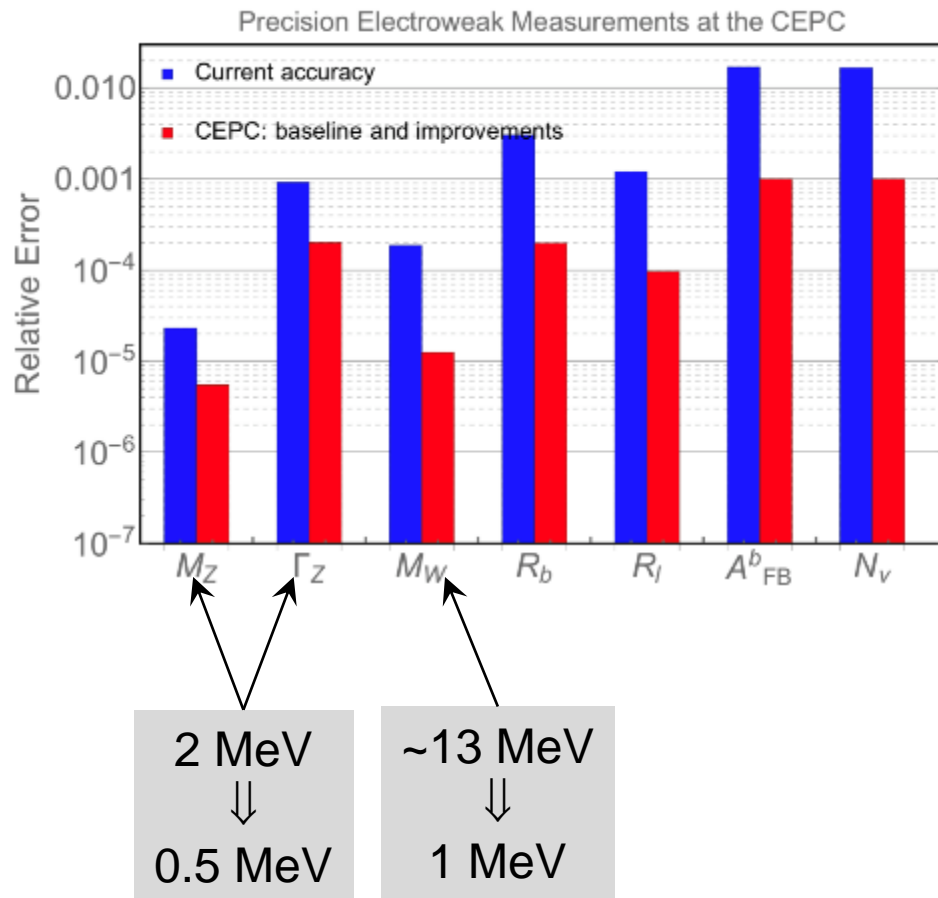 Precision Electroweak Measurements at the CEPC
Current accuracy
CEPC: baseline and improvements
Relative Error
0.010
0.001
10⁻⁴
10⁻⁵
10⁻⁶
10⁻⁷
M_Z Γ_Z M_W R_b R_l A^b_FB N_ν
2 MeV
⇓
0.5 MeV
~13 MeV
⇓
1 MeV